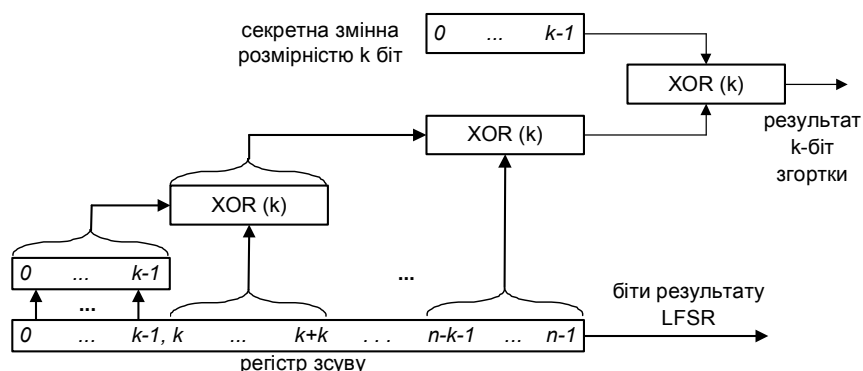 секретна змінна
розмірністю k біт
0 ... k-1
XOR (k)
XOR (k)
результат
k-біт
згортки
XOR (k)
0 ... k-1
...
...
біти результату
LFSR
0 ... k-1, k ... k+k . . . n-k-1 ... n-1
регістр зсуву